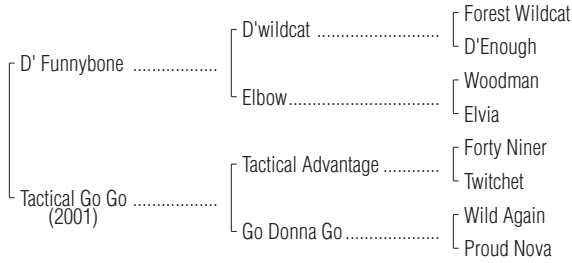 Forest Wildcat
D'wildcat ..............................
D'Enough
D' Funnybone .................
Woodman
Elbow.....................................
Elvia
Forty Niner
Tactical Advantage ............
Twitchet
Tactical Go Go .................
(2001)
Wild Again
Go Donna Go .......................
Proud Nova